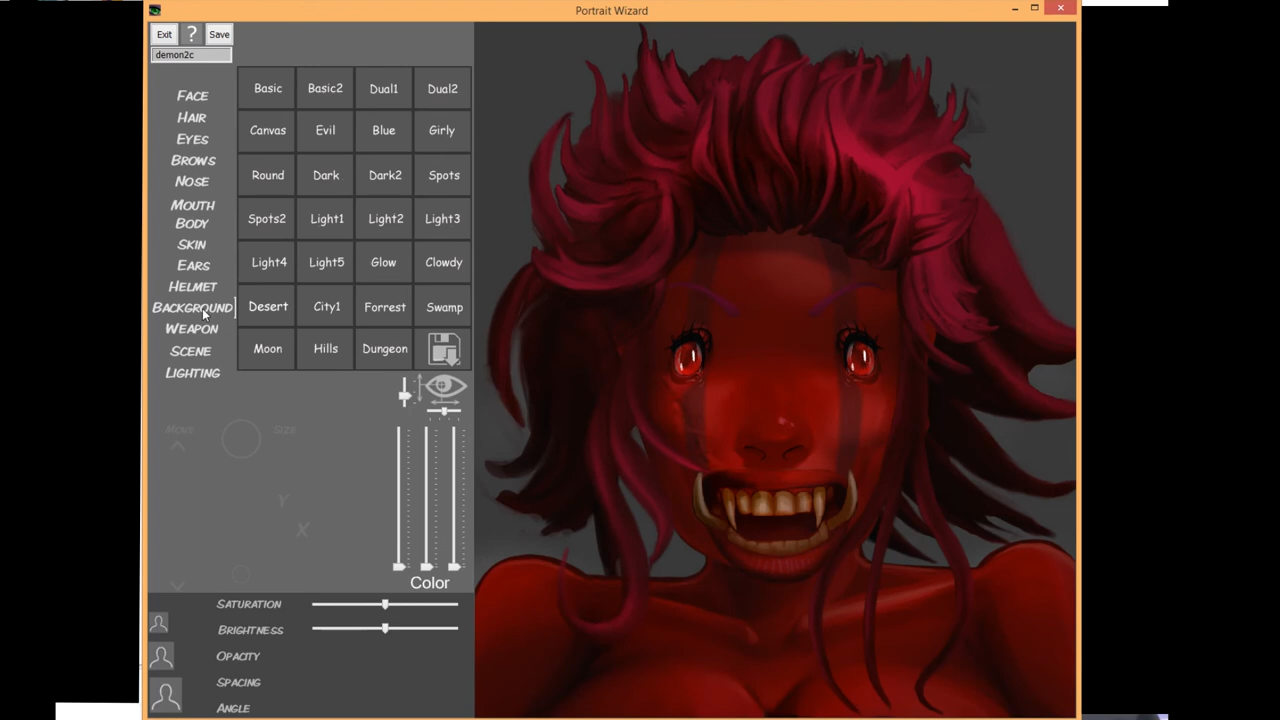 Portrait Wizard
Exit ? Save
demon2c
FACE
HAIR
EYES
BROWS
NOSE
MOUTH
BODY
SKIN
EARS
HELMET
BACKGROUND
WEAPON
SCENE
LIGHTING
Basic Basic2 Dual1 Dual2
Canvas Evil Blue Girly
Round Dark Dark2 Spots
Spots2 Light1 Light2 Light3
Light4 Light5 Glow Clowdy
Desert City1 Forrest Swamp
Moon Hills Dungeon
MOVE SIZE
Y
X
Color
SATURATION
BRIGHTNESS
OPACITY
SPACING
ANGLE